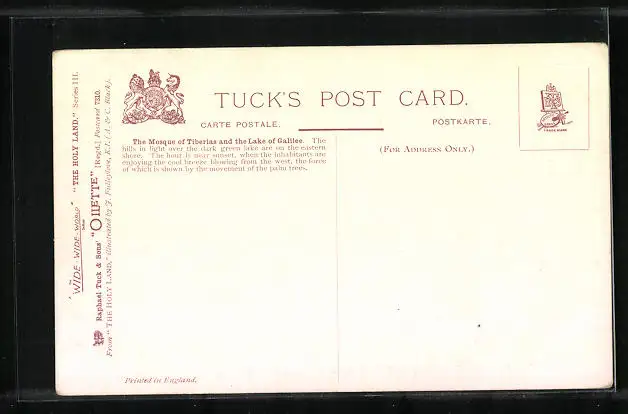 TUCK'S POST CARD.
CARTE POSTALE.
POSTKARTE.
(FOR ADDRESS ONLY.)
TRADE MARK
The Mosque of Tiberias and the Lake of Galilee. The
hills in light over the dark green lake are on the eastern
shore. The hour is near sunset, when the inhabitants are
enjoying the cool breeze blowing from the west, the force
of which is shown by the movement of the palm trees.
"WIDE-WIDE-WORLD"
"THE HOLY LAND," Series III.
Raphael Tuck & Sons' "OILETTE" [Regd.] Postcard 7310.
From "THE HOLY LAND," illustrated by J. Fulleylove, R.I. (A. & C. Black).
Printed in England.